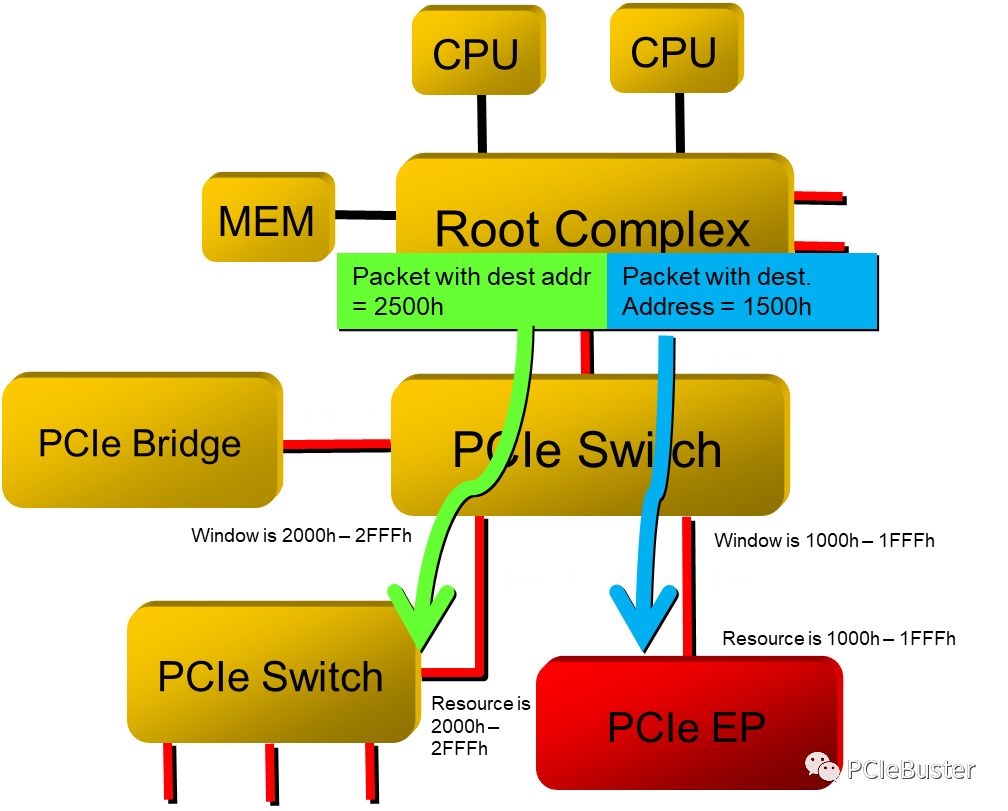 CPU
CPU
MEM
Root Complex
Packet with dest addr
= 2500h
Packet with dest.
Address = 1500h
PCIe Bridge
PCIe Switch
Window is 2000h – 2FFFh
Window is 1000h – 1FFFh
PCIe Switch
Resource is
2000h –
2FFFh
Resource is 1000h – 1FFFh
PCIe EP
PCIeBuster